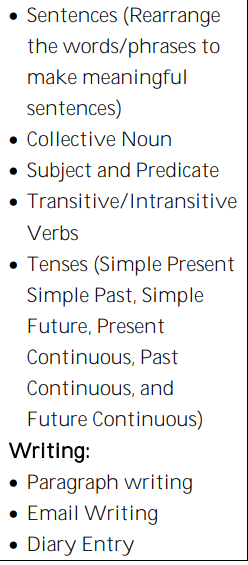 • Sentences (Rearrange
the words/phrases to
make meaningful
sentences)
• Collective Noun
• Subject and Predicate
• Transitive/Intransitive
Verbs
• Tenses (Simple Present
Simple Past, Simple
Future, Present
Continuous, Past
Continuous, and
Future Continuous)
Writing:
• Paragraph writing
• Email Writing
• Diary Entry